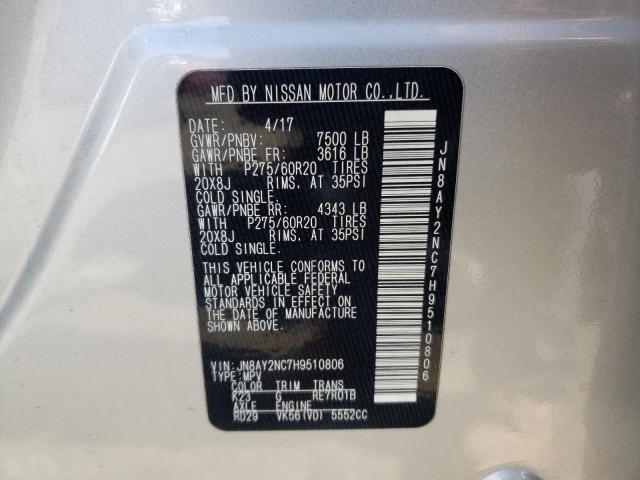 MFD BY NISSAN MOTOR CO.,LTD.
DATE: 4/17
GVWR/PNBV: 7500 LB
GAWR/PNBE FR: 3616 LB
WITH P275/60R20 TIRES
20X8J RIMS, AT 35PSI
COLD SINGLE.
GAWR/PNBE RR: 4343 LB
WITH P275/60R20 TIRES
20X8J RIMS, AT 35PSI
COLD SINGLE.
THIS VEHICLE CONFORMS TO
ALL APPLICABLE FEDERAL
MOTOR VEHICLE SAFETY
STANDARDS IN EFFECT ON
THE DATE OF MANUFACTURE
SHOWN ABOVE.
VIN:JN8AY2NC7H9510806
TYPE:MPV
COLOR TRIM TRANS
K23 G RE7R01B
AXLE ENGINE
RD29 VK56(VD) 5552CC
JN8AY2NC7H9510806